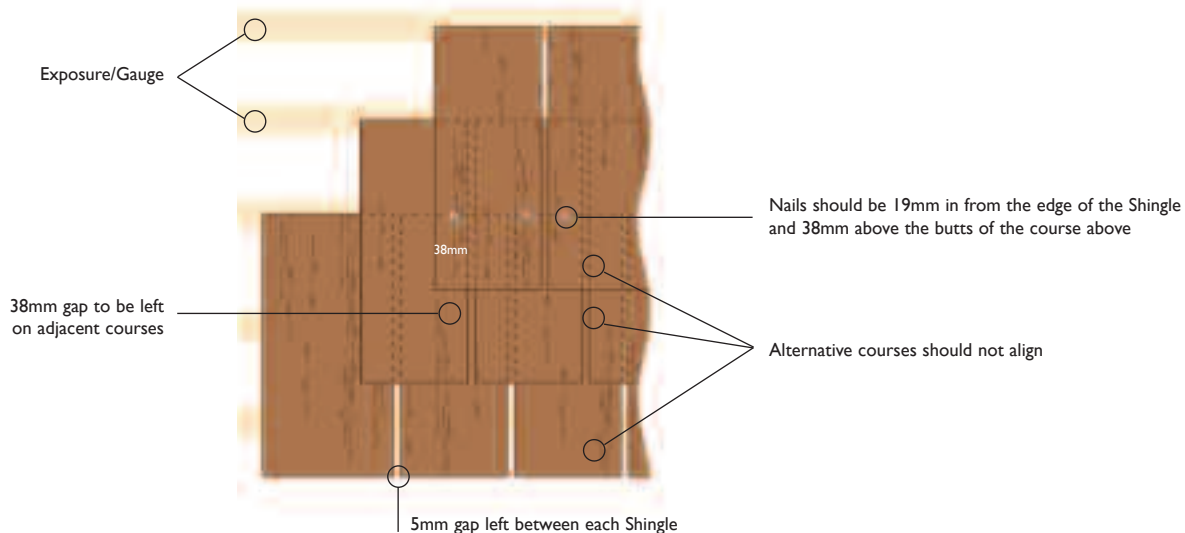 Exposure/Gauge
Nails should be 19mm in from the edge of the Shingle
and 38mm above the butts of the course above
38mm
38mm gap to be left
on adjacent courses
Alternative courses should not align
5mm gap left between each Shingle